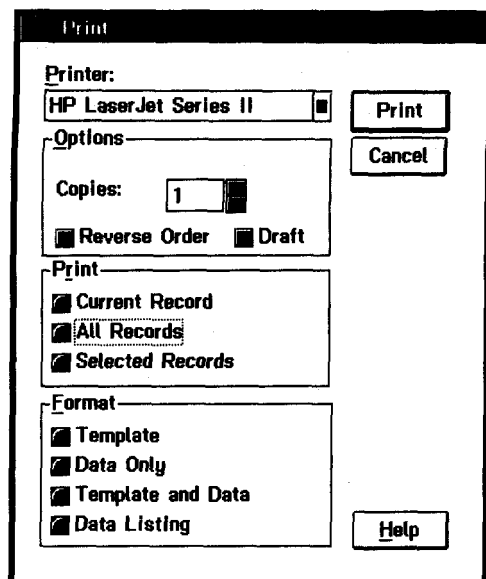 Print
Printer:
HP LaserJet Series II
Print
Options
Cancel
Copies:
1
Reverse Order
Draft
Print
Current Record
All Records
Selected Records
Format
Template
Data Only
Template and Data
Data Listing
Help